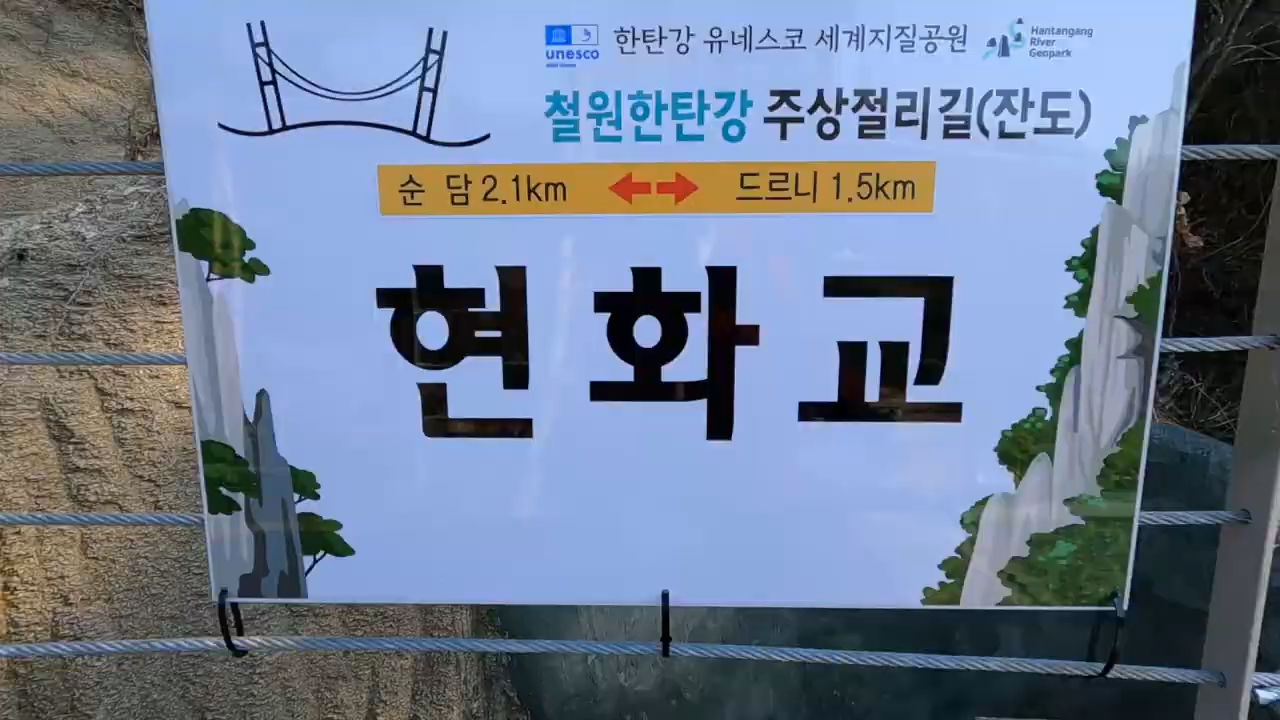 unesco 한탄강 유네스코 세계지질공원 Hantangang River Geopark
철원한탄강 주상절리길(잔도)
순 담 2.1km 드르니 1.5km
현화교